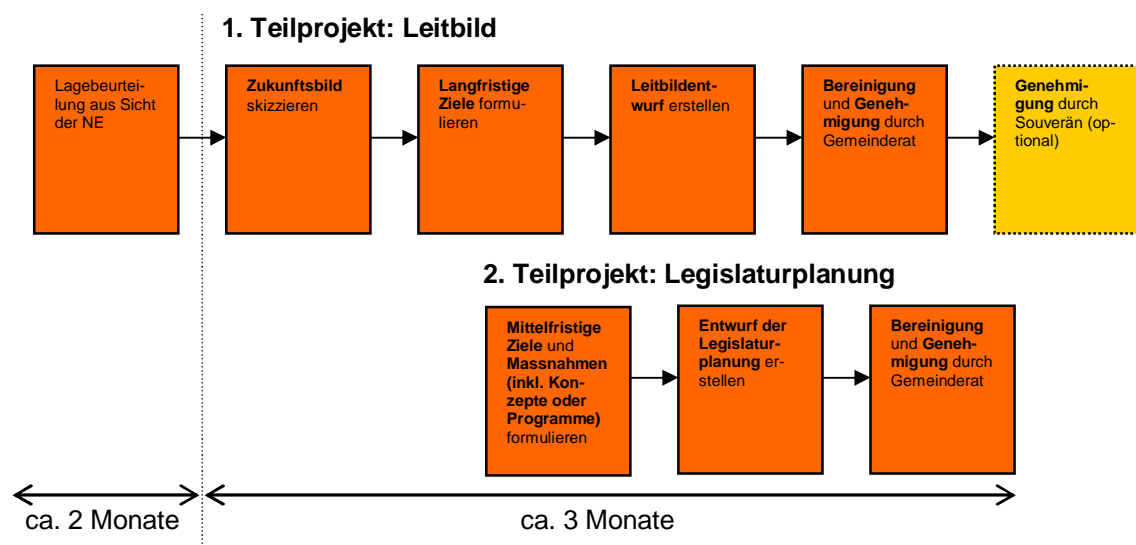 1. Teilprojekt: Leitbild
Lagebeurtei-
lung aus Sicht
der NE
Zukunftsbild
skizzieren
Langfristige
Ziele formu-
lieren
Leitbildent-
wurf erstellen
Bereinigung
und Geneh-
migung durch
Gemeinderat
Genehmi-
gung durch
Souverän (op-
tional)
2. Teilprojekt: Legislaturplanung
Mittelfristige
Ziele und
Massnahmen
(inkl. Kon-
zepte oder
Programme)
formulieren
Entwurf der
Legislatur-
planung er-
stellen
Bereinigung
und Geneh-
migung durch
Gemeinderat
ca. 2 Monate
ca. 3 Monate